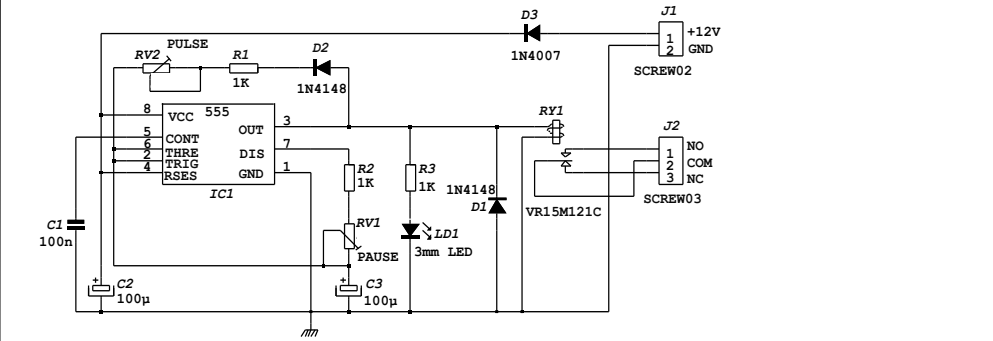 D3
J1
1
+12V
2
GND
1N4007
SCREW02
PULSE
RV2
R1
D2
1K
1N4148
8
VCC
555
5
CONT
OUT
3
6
THRE
DIS
7
2
TRIG
4
RSES
GND
1
IC1
RY1
J2
NO
1
COM
2
NC
3
SCREW03
VR15M121C
R2
1K
R3
1K
1N4148
D1
RV1
PAUSE
LD1
3mm LED
C1
100n
+
C2
100µ
+
C3
100µ